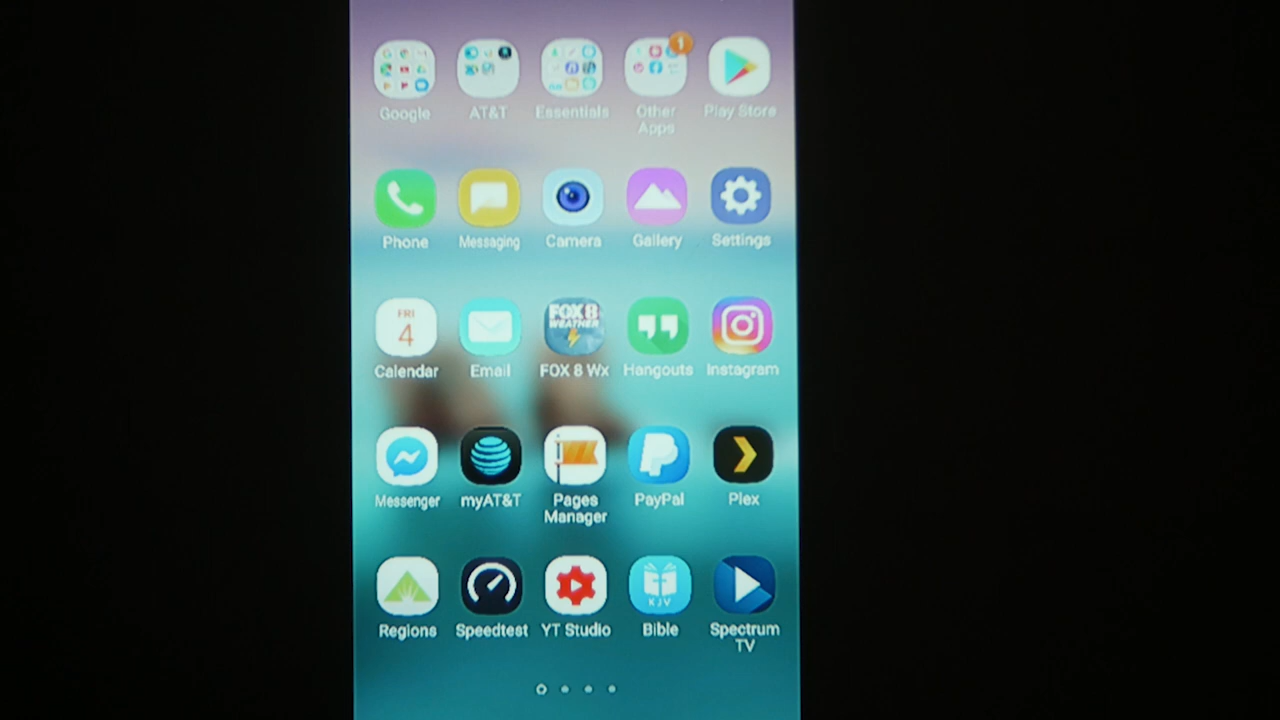 1
Google AT&T Essentials Other Apps Play Store
Phone Messaging Camera Gallery Settings
FRI
4
FOX 8
WEATHER
Calendar Email FOX 8 Wx Hangouts Instagram
Messenger myAT&T Pages Manager PayPal Plex
KJV
Regions Speedtest YT Studio Bible Spectrum TV